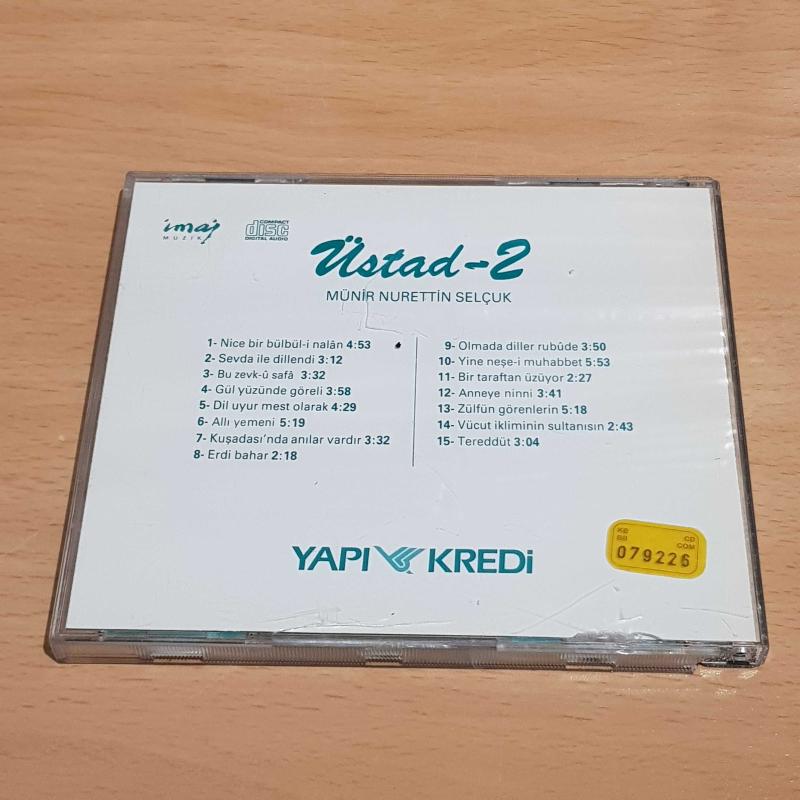 imaj
MÜZİK
COMPACT
disc
DIGITAL AUDIO
Üstad-2
MÜNİR NURETTİN SELÇUK
1- Nice bir bülbül-i nalân 4:53
2- Sevda ile dillendi 3:12
3- Bu zevk-û safâ 3:32
4- Gül yüzünde göreli 3:58
5- Dil uyur mest olarak 4:29
6- Allı yemeni 5:19
7- Kuşadası'nda anılar vardır 3:32
8- Erdi bahar 2:18
9- Olmada diller rubûde 3:50
10- Yine neşe-i muhabbet 5:53
11- Bir taraftan üzüyor 2:27
12- Anneye ninni 3:41
13- Zülfün görenlerin 5:18
14- Vücut ikliminin sultanısın 2:43
15- Tereddüt 3:04
YAPI KREDİ
KB CD
BB COM
079226